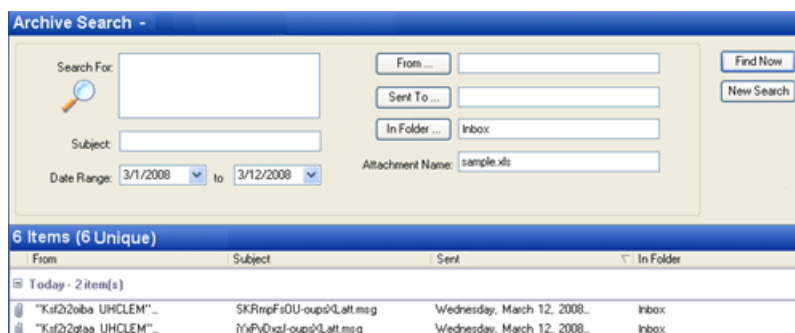 Archive Search -
Search For:
From ...
Find Now
Sent To ...
New Search
In Folder ... Inbox
Subject:
Attachment Name: sample.xls
Date Range: 3/1/2008 to 3/12/2008
6 Items (6 Unique)
From Subject Sent In Folder
Today - 2 item(s)
UHCLEM"... Wednesday, March 12, 2008... Inbox
UHCLEM"... Wednesday, March 12, 2008... Inbox